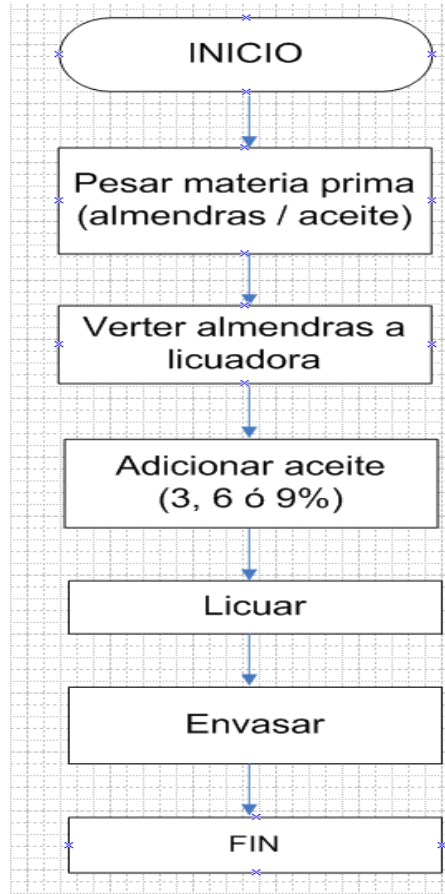 INICIO
Pesar materia prima
(almendras / aceite)
Verter almendras a
licuadora
Adicionar aceite
(3, 6 ó 9%)
Licuar
Envasar
FIN